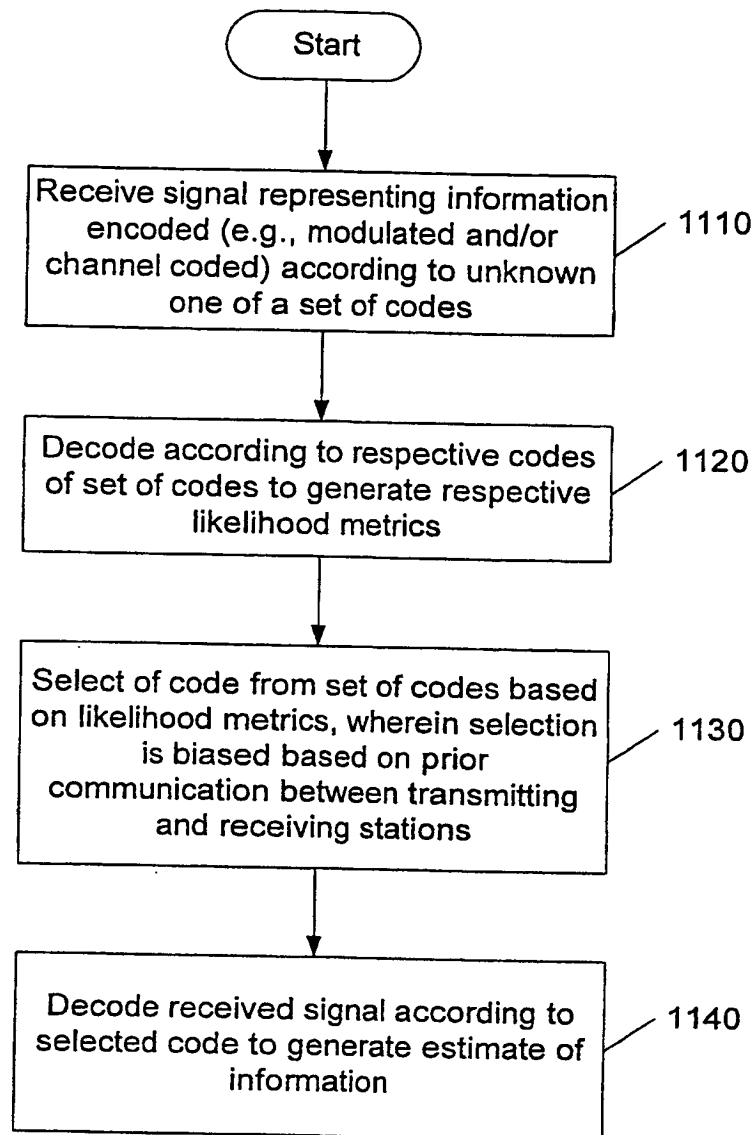 Start
Receive signal representing information
encoded (e.g., modulated and/or
channel coded) according to unknown
one of a set of codes
1110
Decode according to respective codes
of set of codes to generate respective
likelihood metrics
1120
Select of code from set of codes based
on likelihood metrics, wherein selection
is biased based on prior
communication between transmitting
and receiving stations
1130
Decode received signal according to
selected code to generate estimate of
information
1140